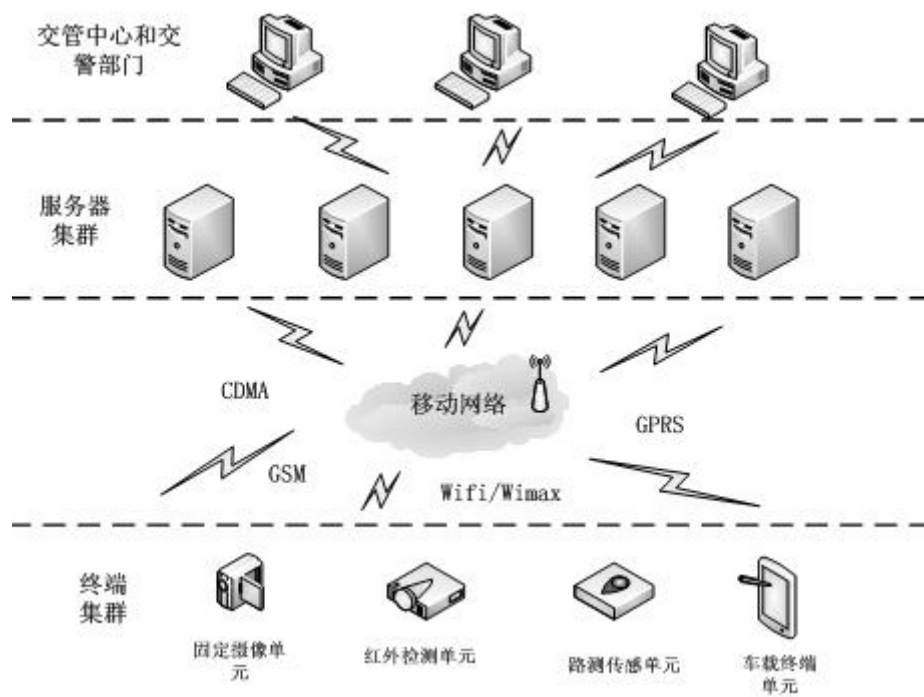 交管中心和交
警部门
服务器
集群
CDMA
移动网络
GPRS
GSM
Wifi/Wimax
终端
集群
固定摄像单
元
红外检测单元
路测传感单元
车载终端
单元